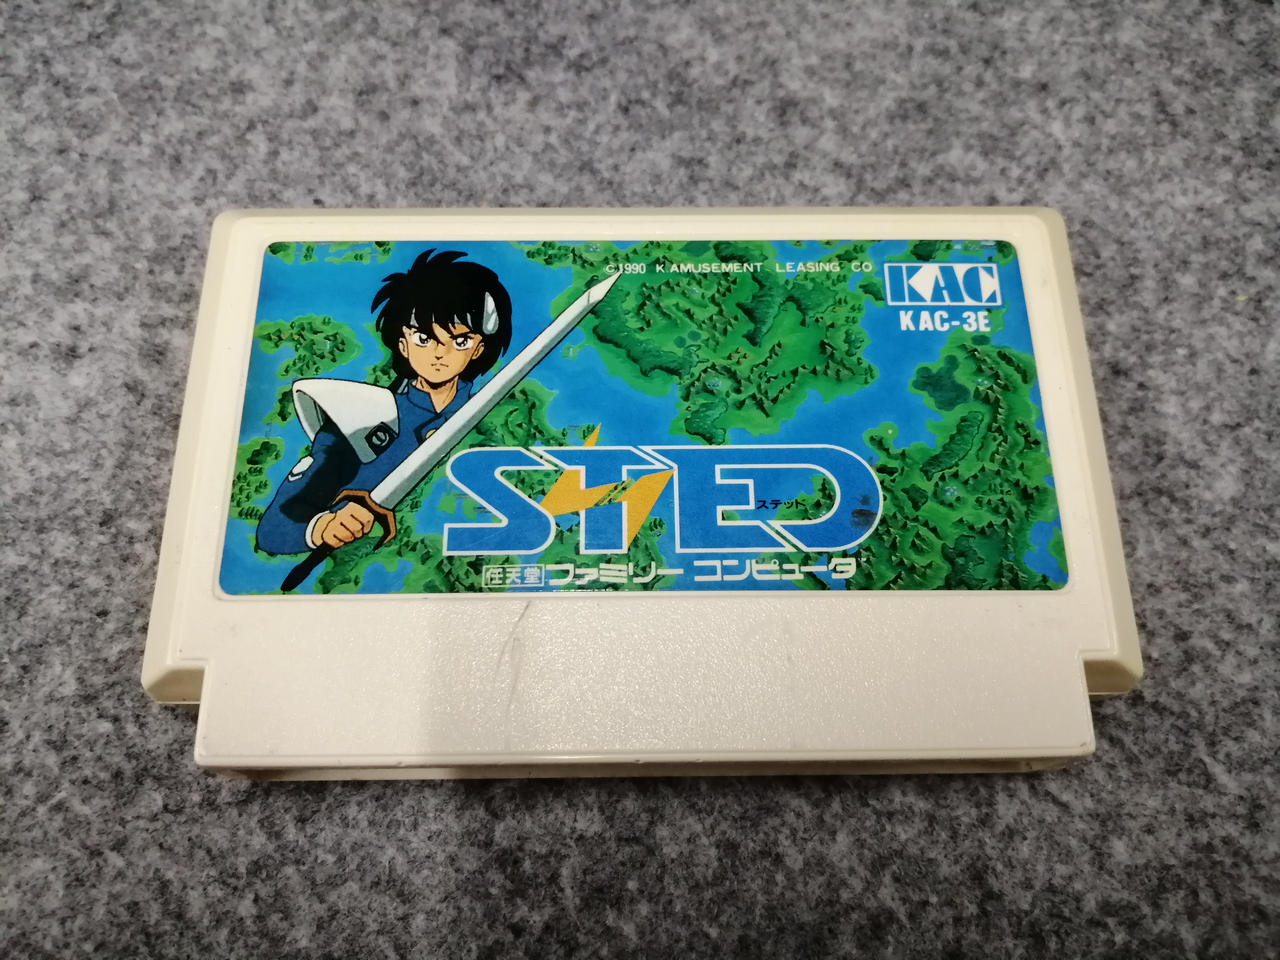 ©1990 K AMUSEMENT LEASING CO
KAC
KAC-3E
STED
ステッド
任天堂 ファミリー コンピュータ